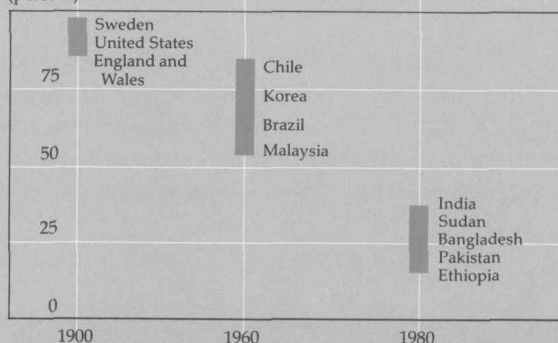 Sweden
United States
England and
Wales
75
Chile
Korea
Brazil
50
Malaysia
India
Sudan
25
Bangladesh
Pakistan
Ethiopia
0
1900 1960 1980